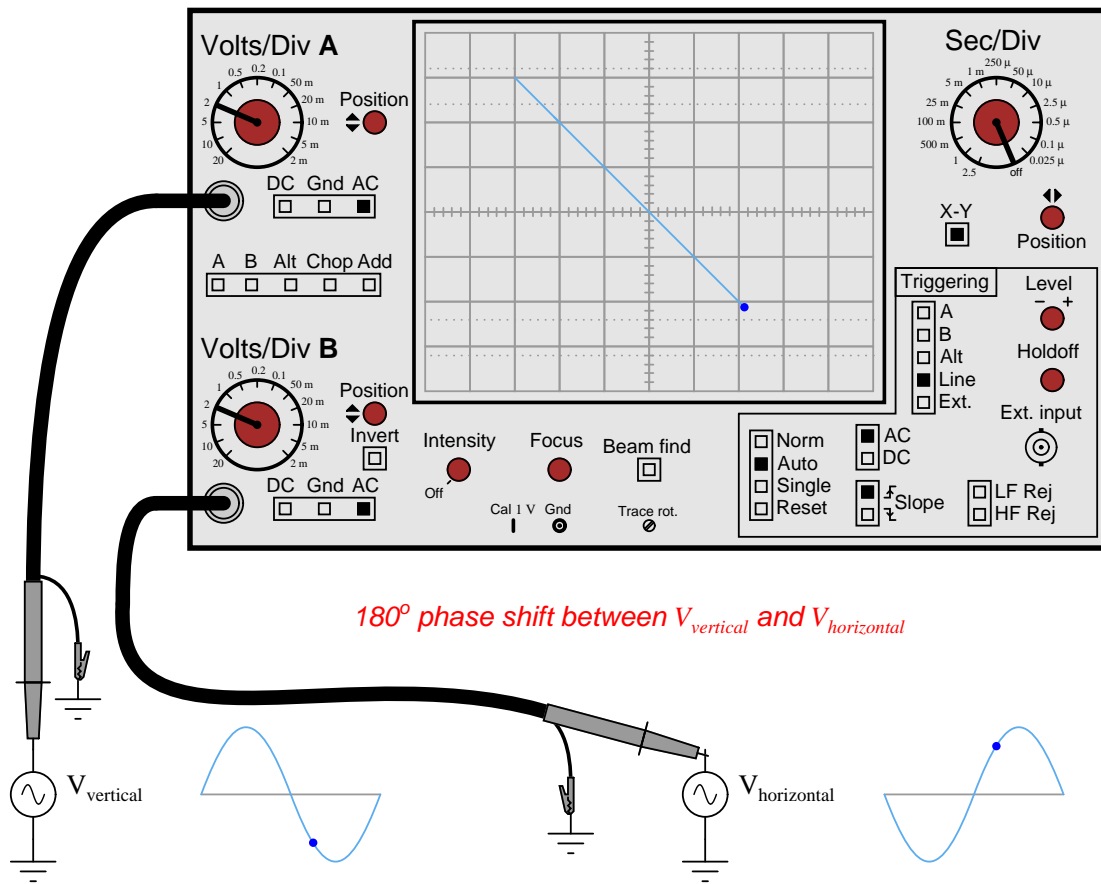 Volts/Div A
20 10 5 2 1 0.5 0.2 0.1 50 m 20 m 10 m 5 m 2 m
Position
DC Gnd AC
A B Alt Chop Add
Volts/Div B
20 10 5 2 1 0.5 0.2 0.1 50 m 20 m 10 m 5 m 2 m
Position
Invert
DC Gnd AC
Intensity
Off
Focus
Beam find
Cal 1 V Gnd
Trace rot.
Sec/Div
2.5 1 500 m 100 m 25 m 5 m 1 m 250 µ 50 µ 10 µ 2.5 µ 0.5 µ 0.1 µ 0.025 µ off
X-Y
Position
Triggering
A
B
Alt
Line
Ext.
Level
− +
Holdoff
Ext. input
Norm
Auto
Single
Reset
AC
DC
Slope
LF Rej
HF Rej
180o phase shift between Vvertical and Vhorizontal
Vvertical
Vhorizontal